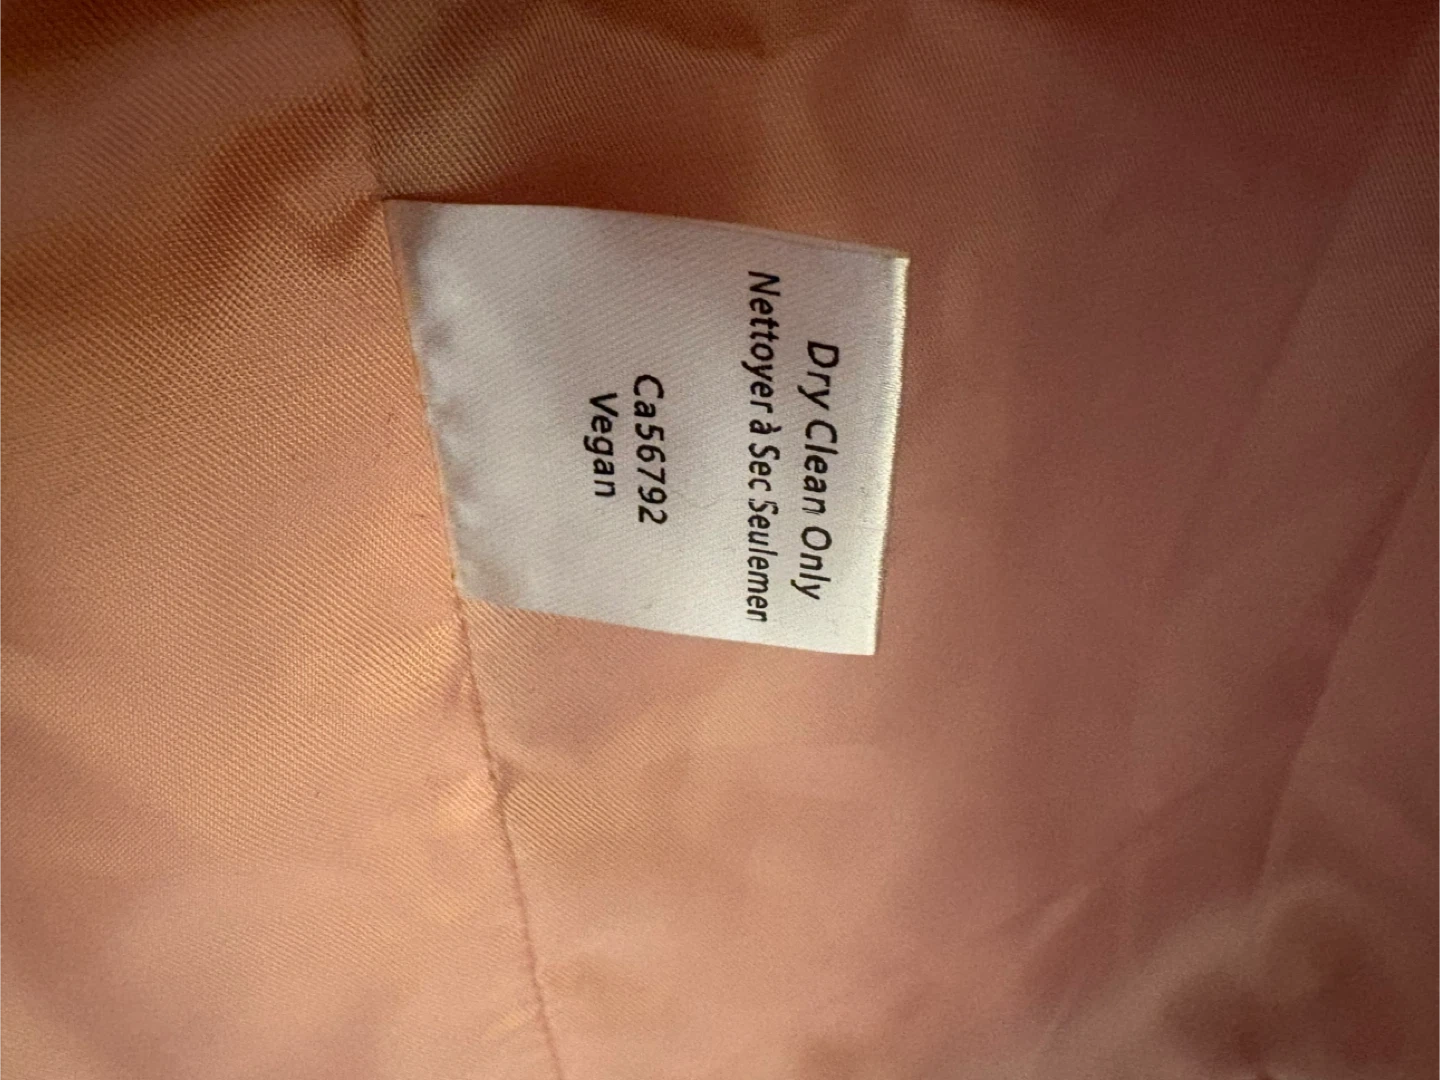 Dry Clean Only
Nettoyer à Sec Seulemen
Ca56792
Vegan